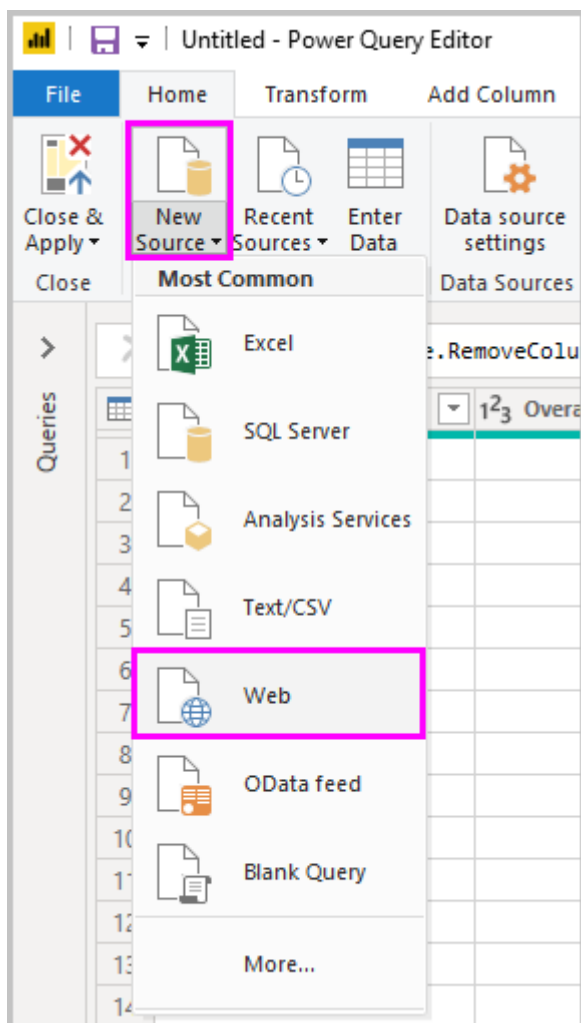 Untitled - Power Query Editor
File Home Transform Add Column
Close & Apply
New Source
Recent Sources
Enter Data
Data source settings
Close
Data Sources
Most Common
Excel
SQL Server
Analysis Services
Text/CSV
Web
OData feed
Blank Query
More...
e.RemoveColu
Queries
1²3 Overa
1
2
3
4
5
6
7
8
9
10
12
13
14